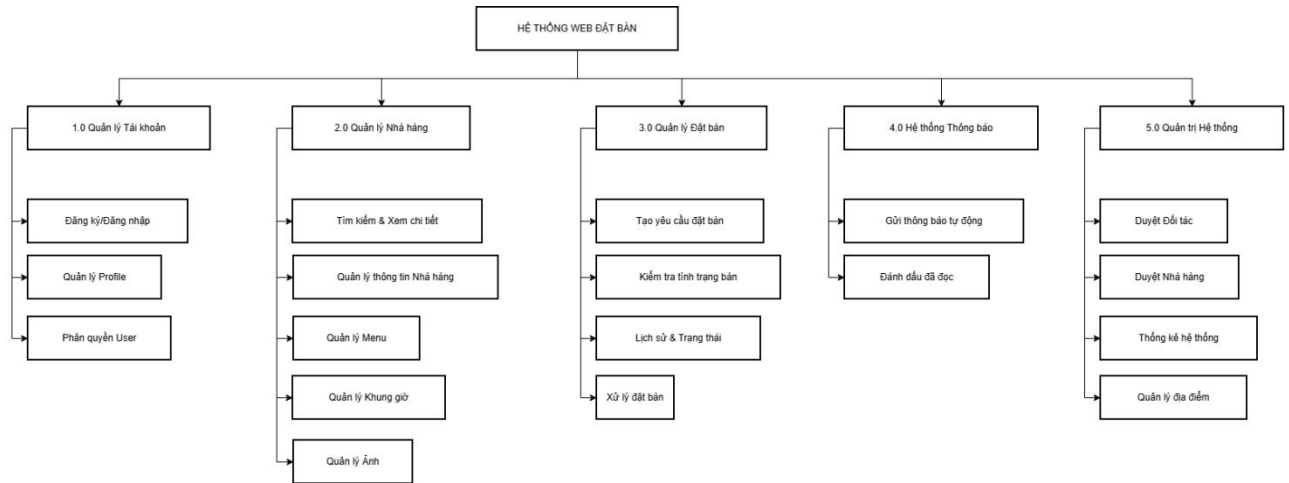 HỆ THỐNG WEB ĐẶT BÀN
1.0 Quản lý Tài khoản
2.0 Quản lý Nhà hàng
3.0 Quản lý Đặt bàn
4.0 Hệ thống Thông báo
5.0 Quản trị Hệ thống
Đăng ký/Đăng nhập
Tìm kiếm & Xem chi tiết
Tạo yêu cầu đặt bàn
Gửi thông báo tự động
Duyệt Đối tác
Quản lý Profile
Quản lý thông tin Nhà hàng
Kiểm tra tình trạng bàn
Đánh dấu đã đọc
Duyệt Nhà hàng
Phân quyền User
Quản lý Menu
Lịch sử & Trạng thái
Thống kê hệ thống
Quản lý Khung giờ
Xử lý đặt bàn
Quản lý địa điểm
Quản lý Ảnh